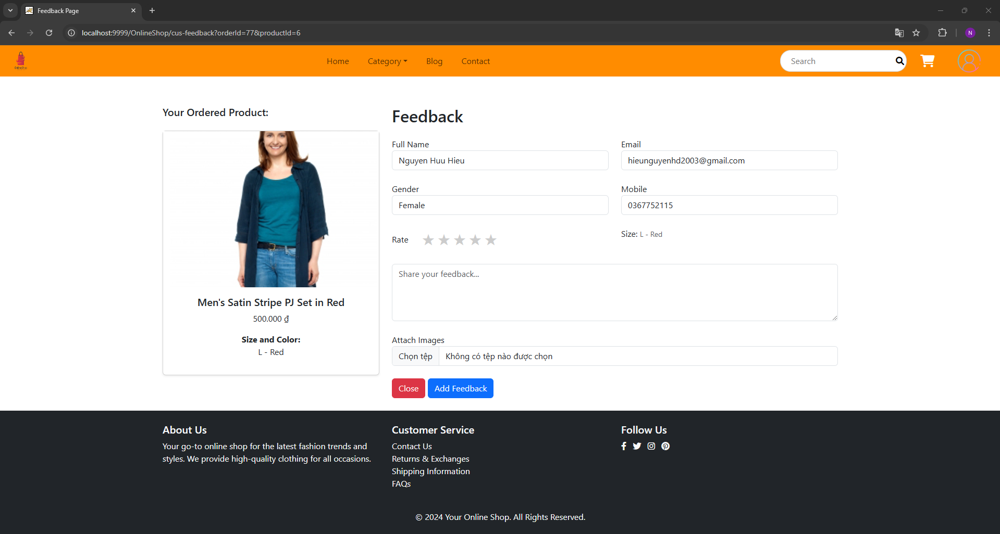 Feedback Page
localhost:9999/OnlineShop/cus-feedback?orderId=77&productId=6
N
OnlineShop
Home
Category
Blog
Contact
Search
Your Ordered Product:
Men's Satin Stripe PJ Set in Red
500.000 ₫
Size and Color:
L - Red
Feedback
Full Name
Nguyen Huu Hieu
Email
hieunguyenhd2003@gmail.com
Gender
Female
Mobile
0367752115
Rate
Size: L - Red
Share your feedback...
Attach Images
Chọn tệp Không có tệp nào được chọn
Close
Add Feedback
About Us
Your go-to online shop for the latest fashion trends and
styles. We provide high-quality clothing for all occasions.
Customer Service
Contact Us
Returns & Exchanges
Shipping Information
FAQs
Follow Us
© 2024 Your Online Shop. All Rights Reserved.